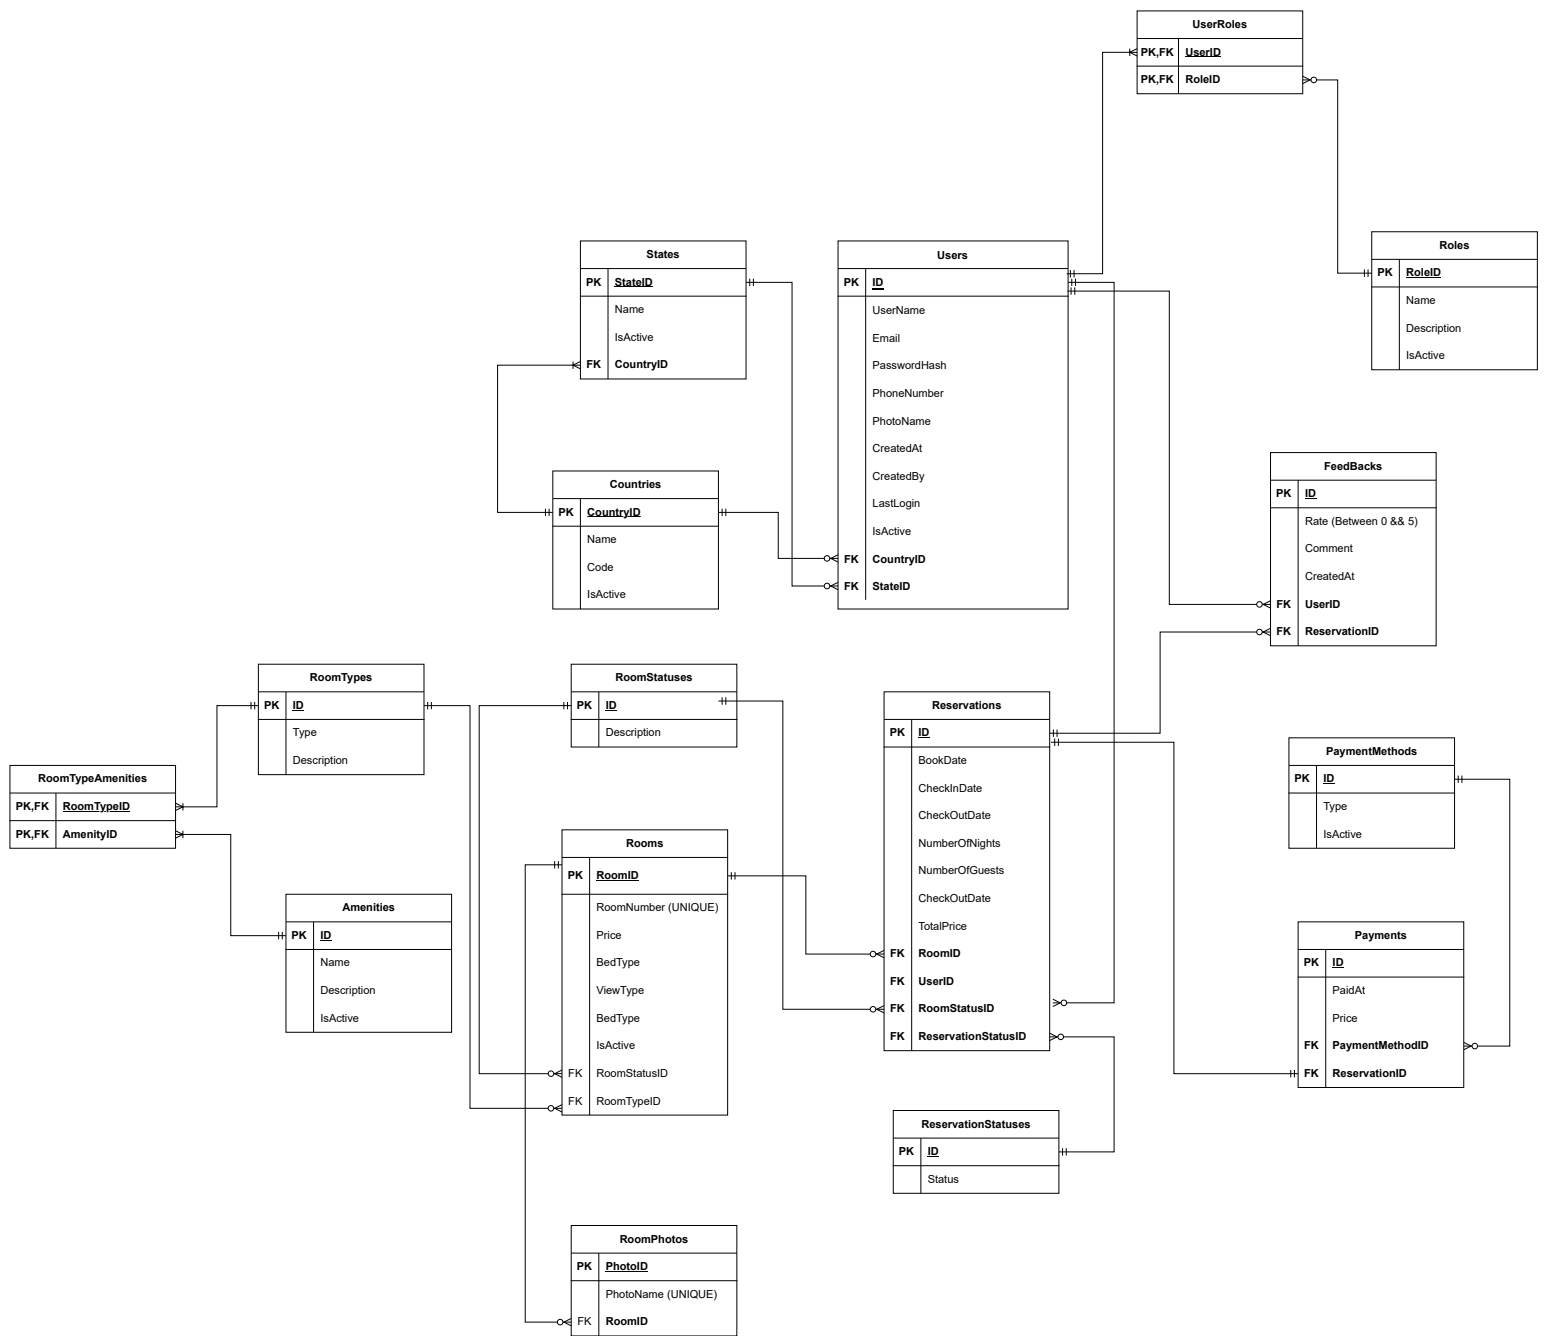 UserRoles
PK,FK UserID
PK,FK RoleID
States
PK StateID
Name
IsActive
FK CountryID
Users
PK ID
UserName
Email
PasswordHash
PhoneNumber
PhotoName
CreatedAt
CreatedBy
LastLogin
IsActive
FK CountryID
FK StateID
Roles
PK RoleID
Name
Description
IsActive
Countries
PK CountryID
Name
Code
IsActive
FeedBacks
PK ID
Rate (Between 0 && 5)
Comment
CreatedAt
FK UserID
FK ReservationID
RoomTypes
PK ID
Type
Description
RoomStatuses
PK ID
Description
Reservations
PK ID
BookDate
CheckInDate
CheckOutDate
NumberOfNights
NumberOfGuests
CheckOutDate
TotalPrice
FK RoomID
FK UserID
FK RoomStatusID
FK ReservationStatusID
PaymentMethods
PK ID
Type
IsActive
RoomTypeAmenities
PK,FK RoomTypeID
PK,FK AmenityID
Rooms
PK RoomID
RoomNumber (UNIQUE)
Price
BedType
ViewType
BedType
IsActive
FK RoomStatusID
FK RoomTypeID
Amenities
PK ID
Name
Description
IsActive
Payments
PK ID
PaidAt
Price
FK PaymentMethodID
FK ReservationID
ReservationStatuses
PK ID
Status
RoomPhotos
PK PhotoID
PhotoName (UNIQUE)
FK RoomID